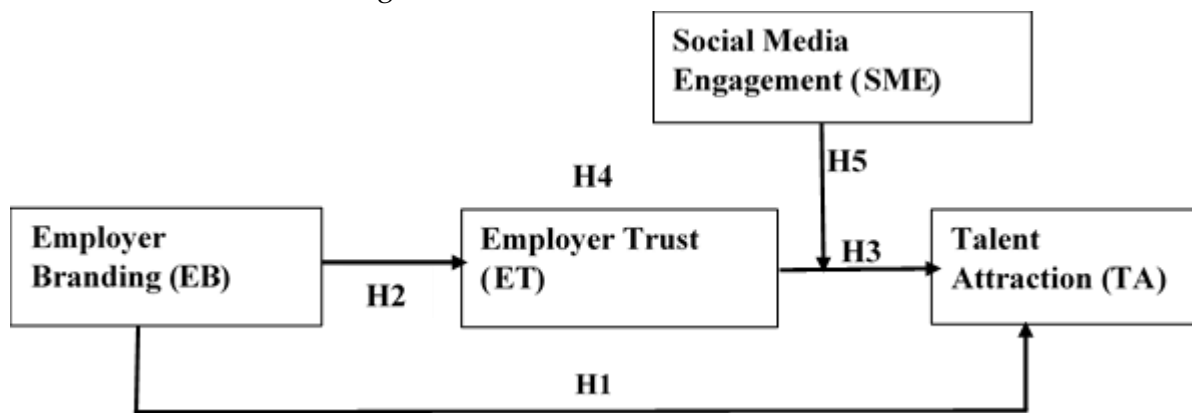 Social Media
Engagement (SME)
H5
H4
Employer
Branding (EB)
H2
Employer Trust
(ET)
H3
Talent
Attraction (TA)
H1